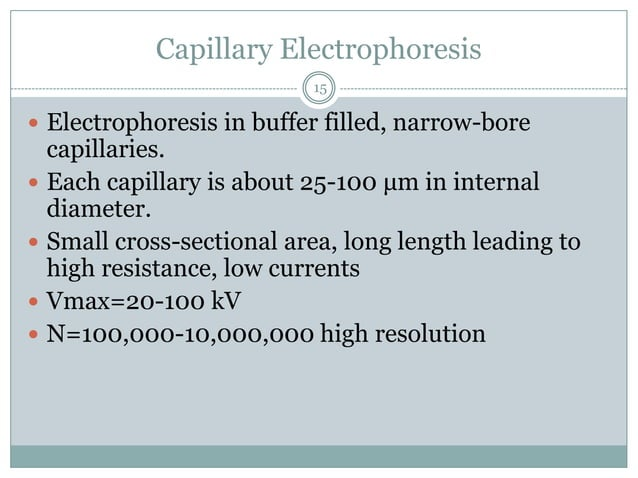 Capillary Electrophoresis
15
• Electrophoresis in buffer filled, narrow-bore
capillaries.
• Each capillary is about 25-100 μm in internal
diameter.
• Small cross-sectional area, long length leading to
high resistance, low currents
• Vmax=20-100 kV
• N=100,000-10,000,000 high resolution